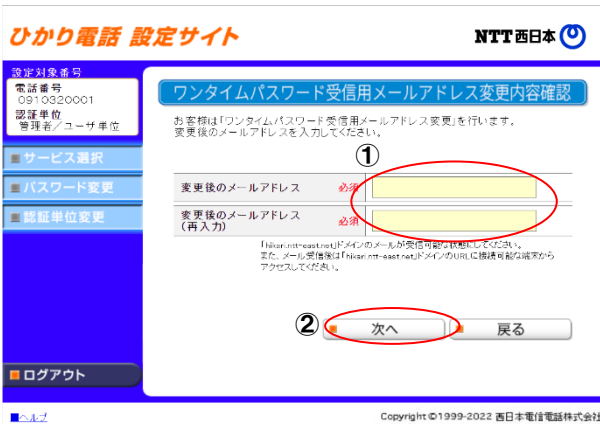 ひかり電話 設定サイト
NTT西日本
設定対象番号
電話番号
0910320001
認証単位
管理者/ユーザ単位
サービス選択
パスワード変更
認証単位変更
ログアウト
ワンタイムパスワード受信用メールアドレス変更内容確認
お客様は「ワンタイムパスワード受信用メールアドレス変更」を行います。
変更後のメールアドレスを入力してください。
①
変更後のメールアドレス 必須
変更後のメールアドレス
(再入力) 必須
「hikari.ntt-east.net」ドメインのメールが受信可能な状態にしてください。
また、メール受信後は「hikari.ntt-east.net」ドメインのURLに接続可能な端末から
アクセスしてください。
② 次へ 戻る
■ヘルプ
Copyright©1999-2022 西日本電信電話株式会社